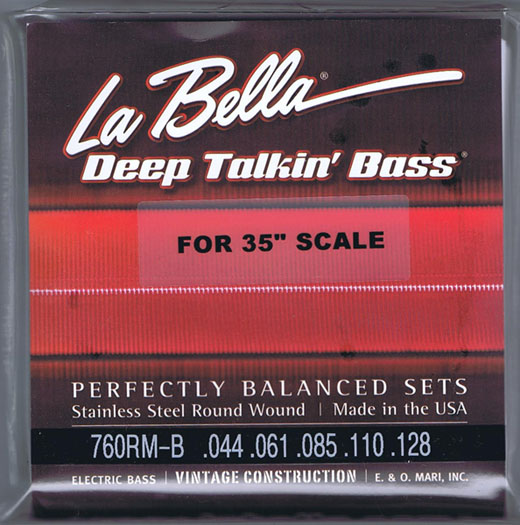 La Bella®
Deep Talkin' Bass®
FOR 35" SCALE
PERFECTLY BALANCED SETS
Stainless Steel Round Wound | Made in the USA
760RM-B .044 .061 .085 .110 .128
ELECTRIC BASS | VINTAGE CONSTRUCTION | E. & O. MARI, INC.